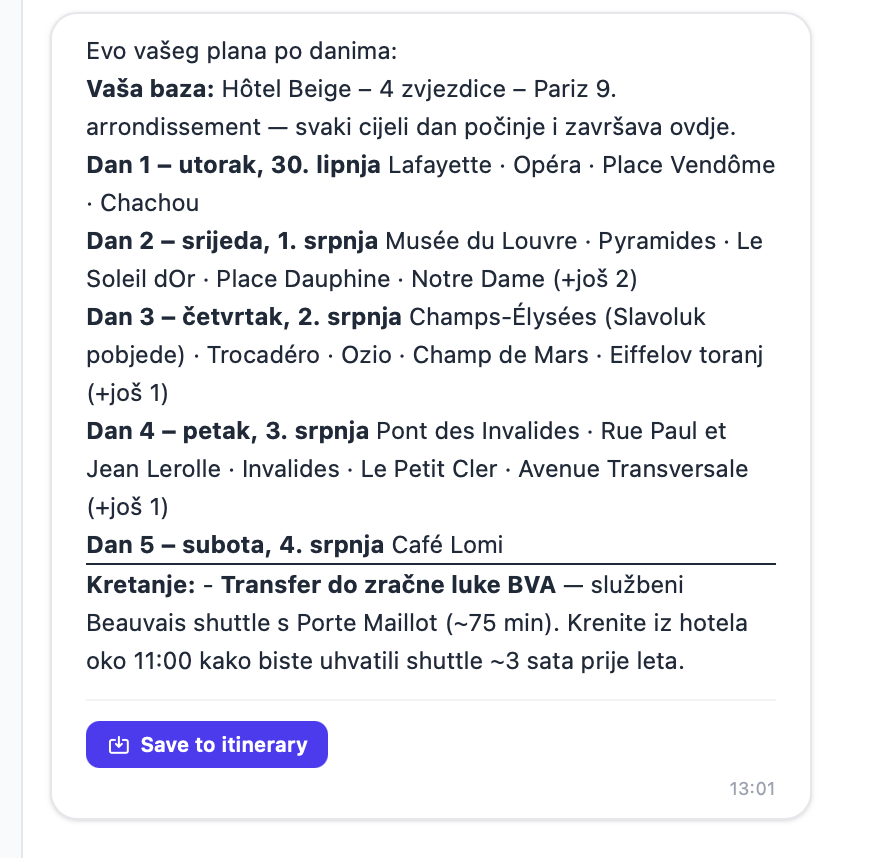 Evo vašeg plana po danima:
Vaša baza: Hôtel Beige – 4 zvjezdice – Pariz 9.
arrondissement — svaki cijeli dan počinje i završava ovdje.
Dan 1 – utorak, 30. lipnja Lafayette · Opéra · Place Vendôme
· Chachou
Dan 2 – srijeda, 1. srpnja Musée du Louvre · Pyramides · Le
Soleil dOr · Place Dauphine · Notre Dame (+još 2)
Dan 3 – četvrtak, 2. srpnja Champs-Élysées (Slavoluk
pobjede) · Trocadéro · Ozio · Champ de Mars · Eiffelov toranj
(+još 1)
Dan 4 – petak, 3. srpnja Pont des Invalides · Rue Paul et
Jean Lerolle · Invalides · Le Petit Cler · Avenue Transversale
(+još 1)
Dan 5 – subota, 4. srpnja Café Lomi
Kretanje: - Transfer do zračne luke BVA — službeni
Beauvais shuttle s Porte Maillot (~75 min). Krenite iz hotela
oko 11:00 kako biste uhvatili shuttle ~3 sata prije leta.
Save to itinerary
13:01